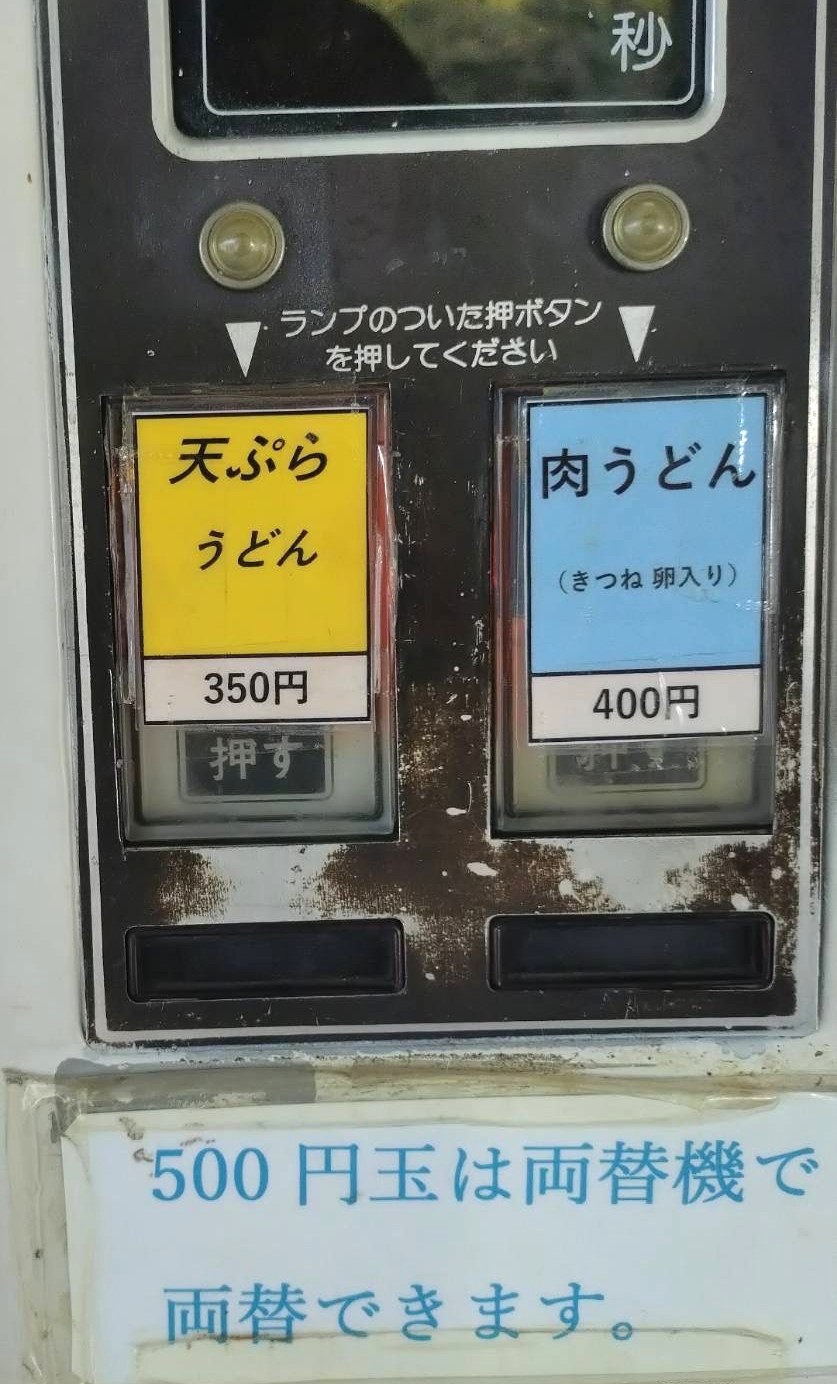 秒
ランプのついた押ボタン
を押してください
天ぷら
うどん
350円
押す
肉うどん
（きつね 卵入り）
400円
押す
500 円玉は両替機で
両替できます。